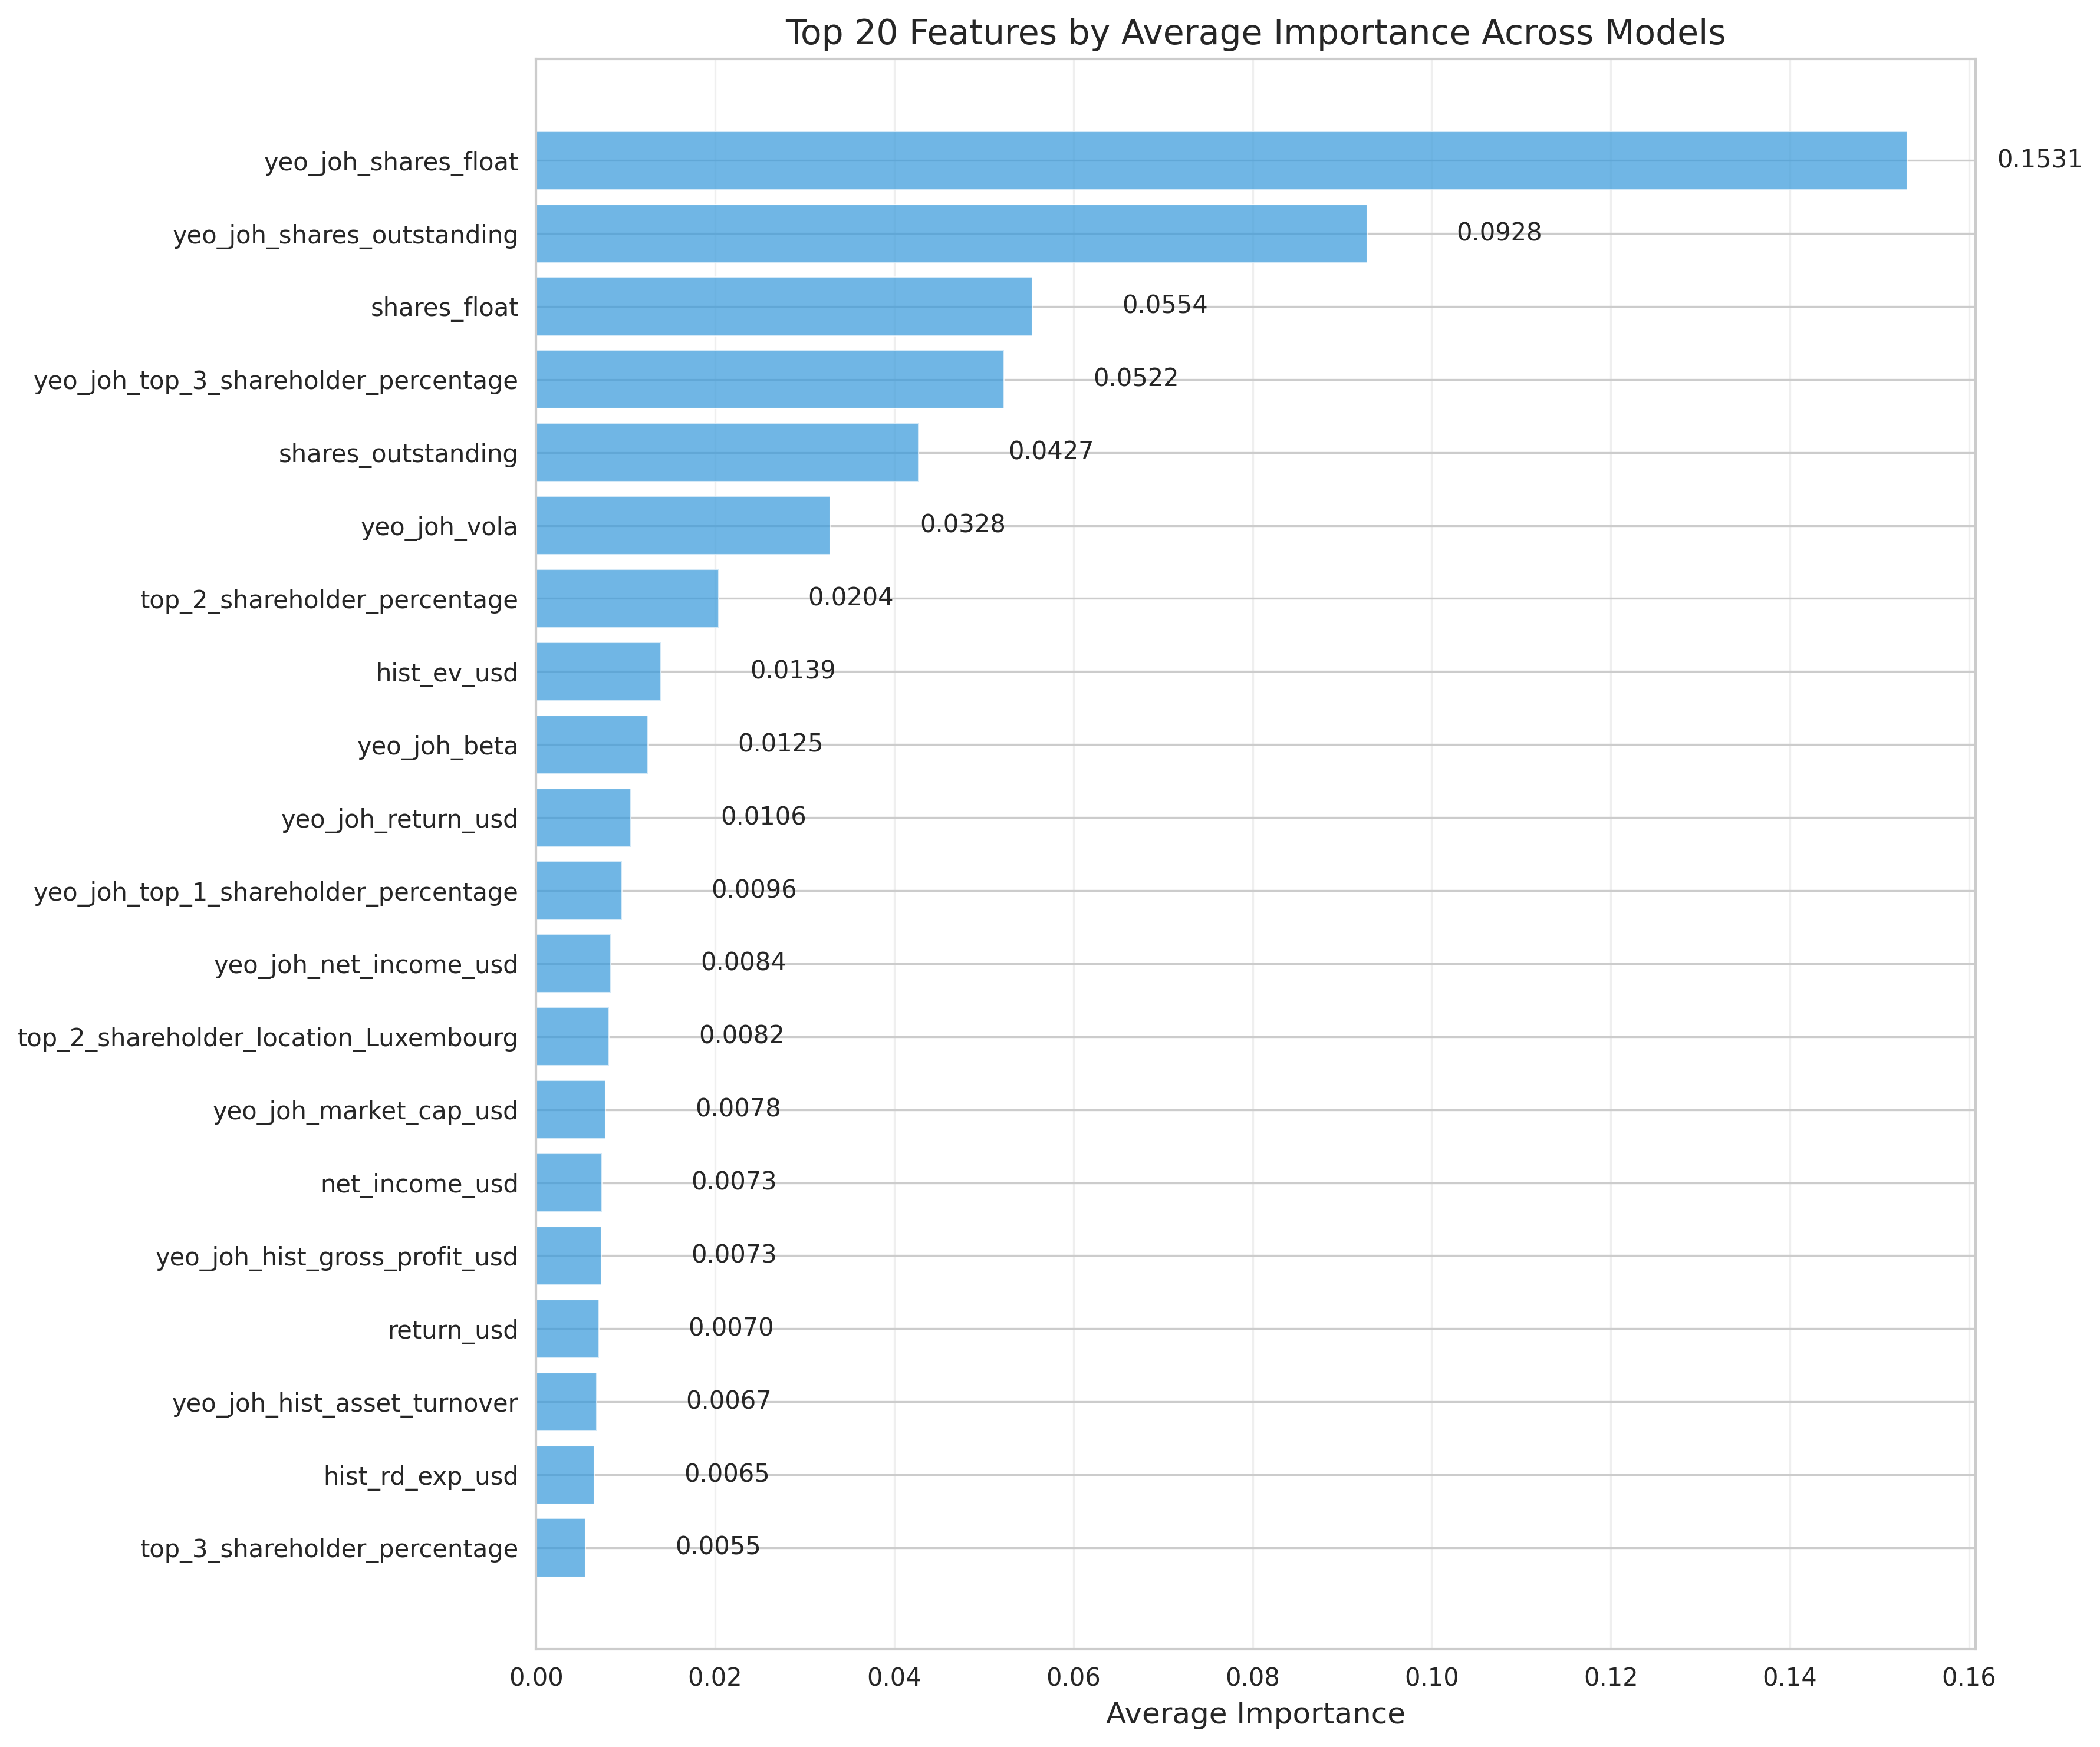 Top 20 Features by Average Importance Across Models
yeo_joh_shares_float 0.1531
yeo_joh_shares_outstanding 0.0928
shares_float 0.0554
yeo_joh_top_3_shareholder_percentage 0.0522
shares_outstanding 0.0427
yeo_joh_vola 0.0328
top_2_shareholder_percentage 0.0204
hist_ev_usd 0.0139
yeo_joh_beta 0.0125
yeo_joh_return_usd 0.0106
yeo_joh_top_1_shareholder_percentage 0.0096
yeo_joh_net_income_usd 0.0084
top_2_shareholder_location_Luxembourg 0.0082
yeo_joh_market_cap_usd 0.0078
net_income_usd 0.0073
yeo_joh_hist_gross_profit_usd 0.0073
return_usd 0.0070
yeo_joh_hist_asset_turnover 0.0067
hist_rd_exp_usd 0.0065
top_3_shareholder_percentage 0.0055
0.00 0.02 0.04 0.06 0.08 0.10 0.12 0.14 0.16
Average Importance